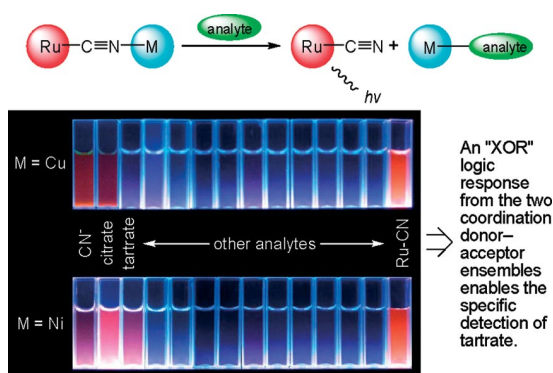 analyte
Ru C≡N M
Ru C≡N + M analyte
hν
M = Cu
CN⁻
citrate
tartrate
other analytes
Ru-CN
M = Ni
An "XOR"
logic
response
from the two
coordination
donor–
acceptor
ensembles
enables the
specific
detection of
tartrate.